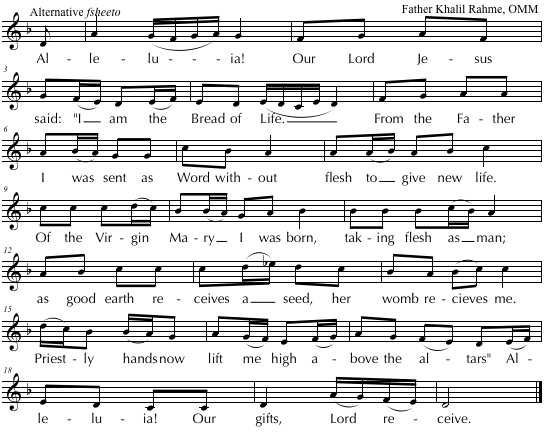 Alternative fsheeto Father Khalil Rahme, OMM
Al - le - lu - - ia! Our Lord Je - sus
3
said: "I am the Bread of Life. From the Fa - ther
6
I was sent as Word with - out flesh to give new life.
9
Of the Vir - gin Ma - ry I was born, tak - ing flesh as man;
12
as good earth re - ceives a seed, her womb re - cieves me.
15
Priest - ly hands now lift me high a - bove the al - tars" Al -
18
le - lu - ia! Our gifts, Lord re - ceive.